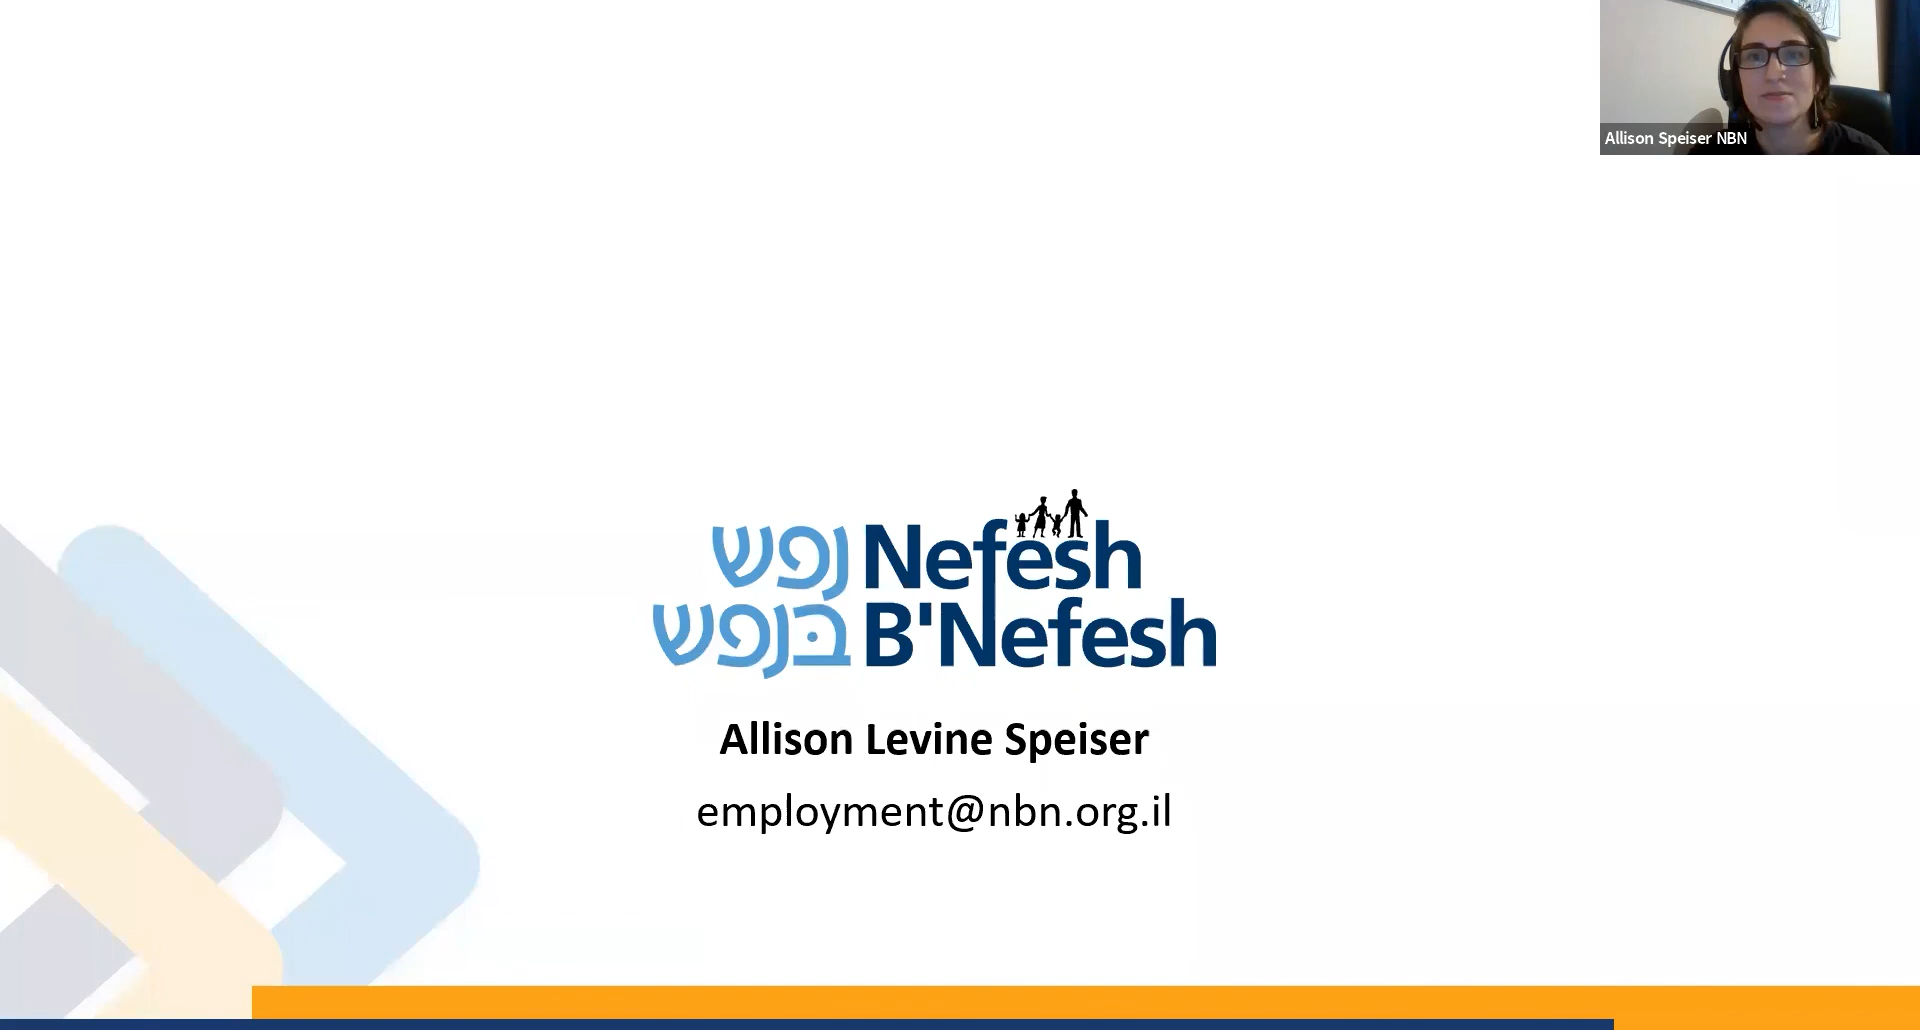 Allison Speiser NBN
נפש Nefesh
בנפש B'Nefesh
Allison Levine Speiser
employment@nbn.org.il